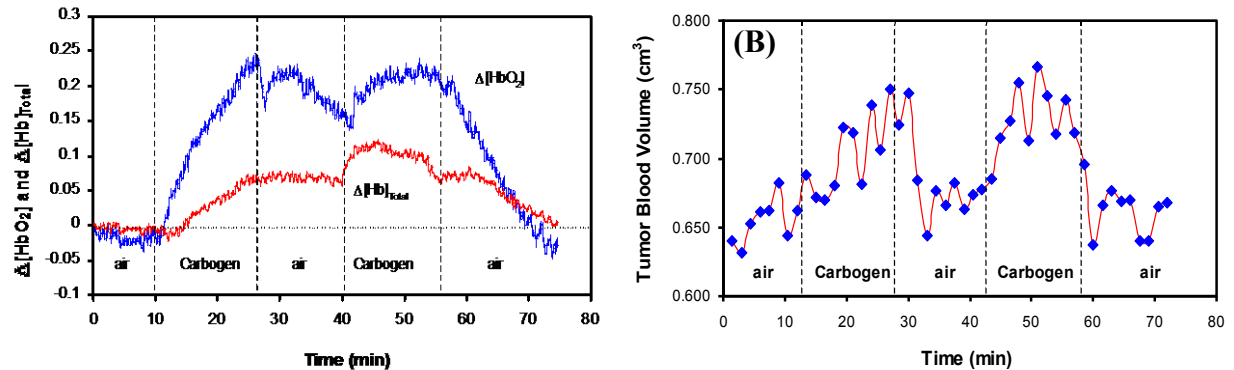 Δ[HbO₂] and Δ[Hb]Total
0.3
0.25
0.2
0.15
0.1
0.05
0
-0.05
-0.1
Δ[HbO₂]
Δ[Hb]Total
air Carbogen air Carbogen air
0 10 20 30 40 50 60 70 80
Time (min)
(B)
Tumor Blood Volume (cm³)
0.800
0.750
0.700
0.650
0.600
air Carbogen air Carbogen air
0 10 20 30 40 50 60 70 80
Time (min)